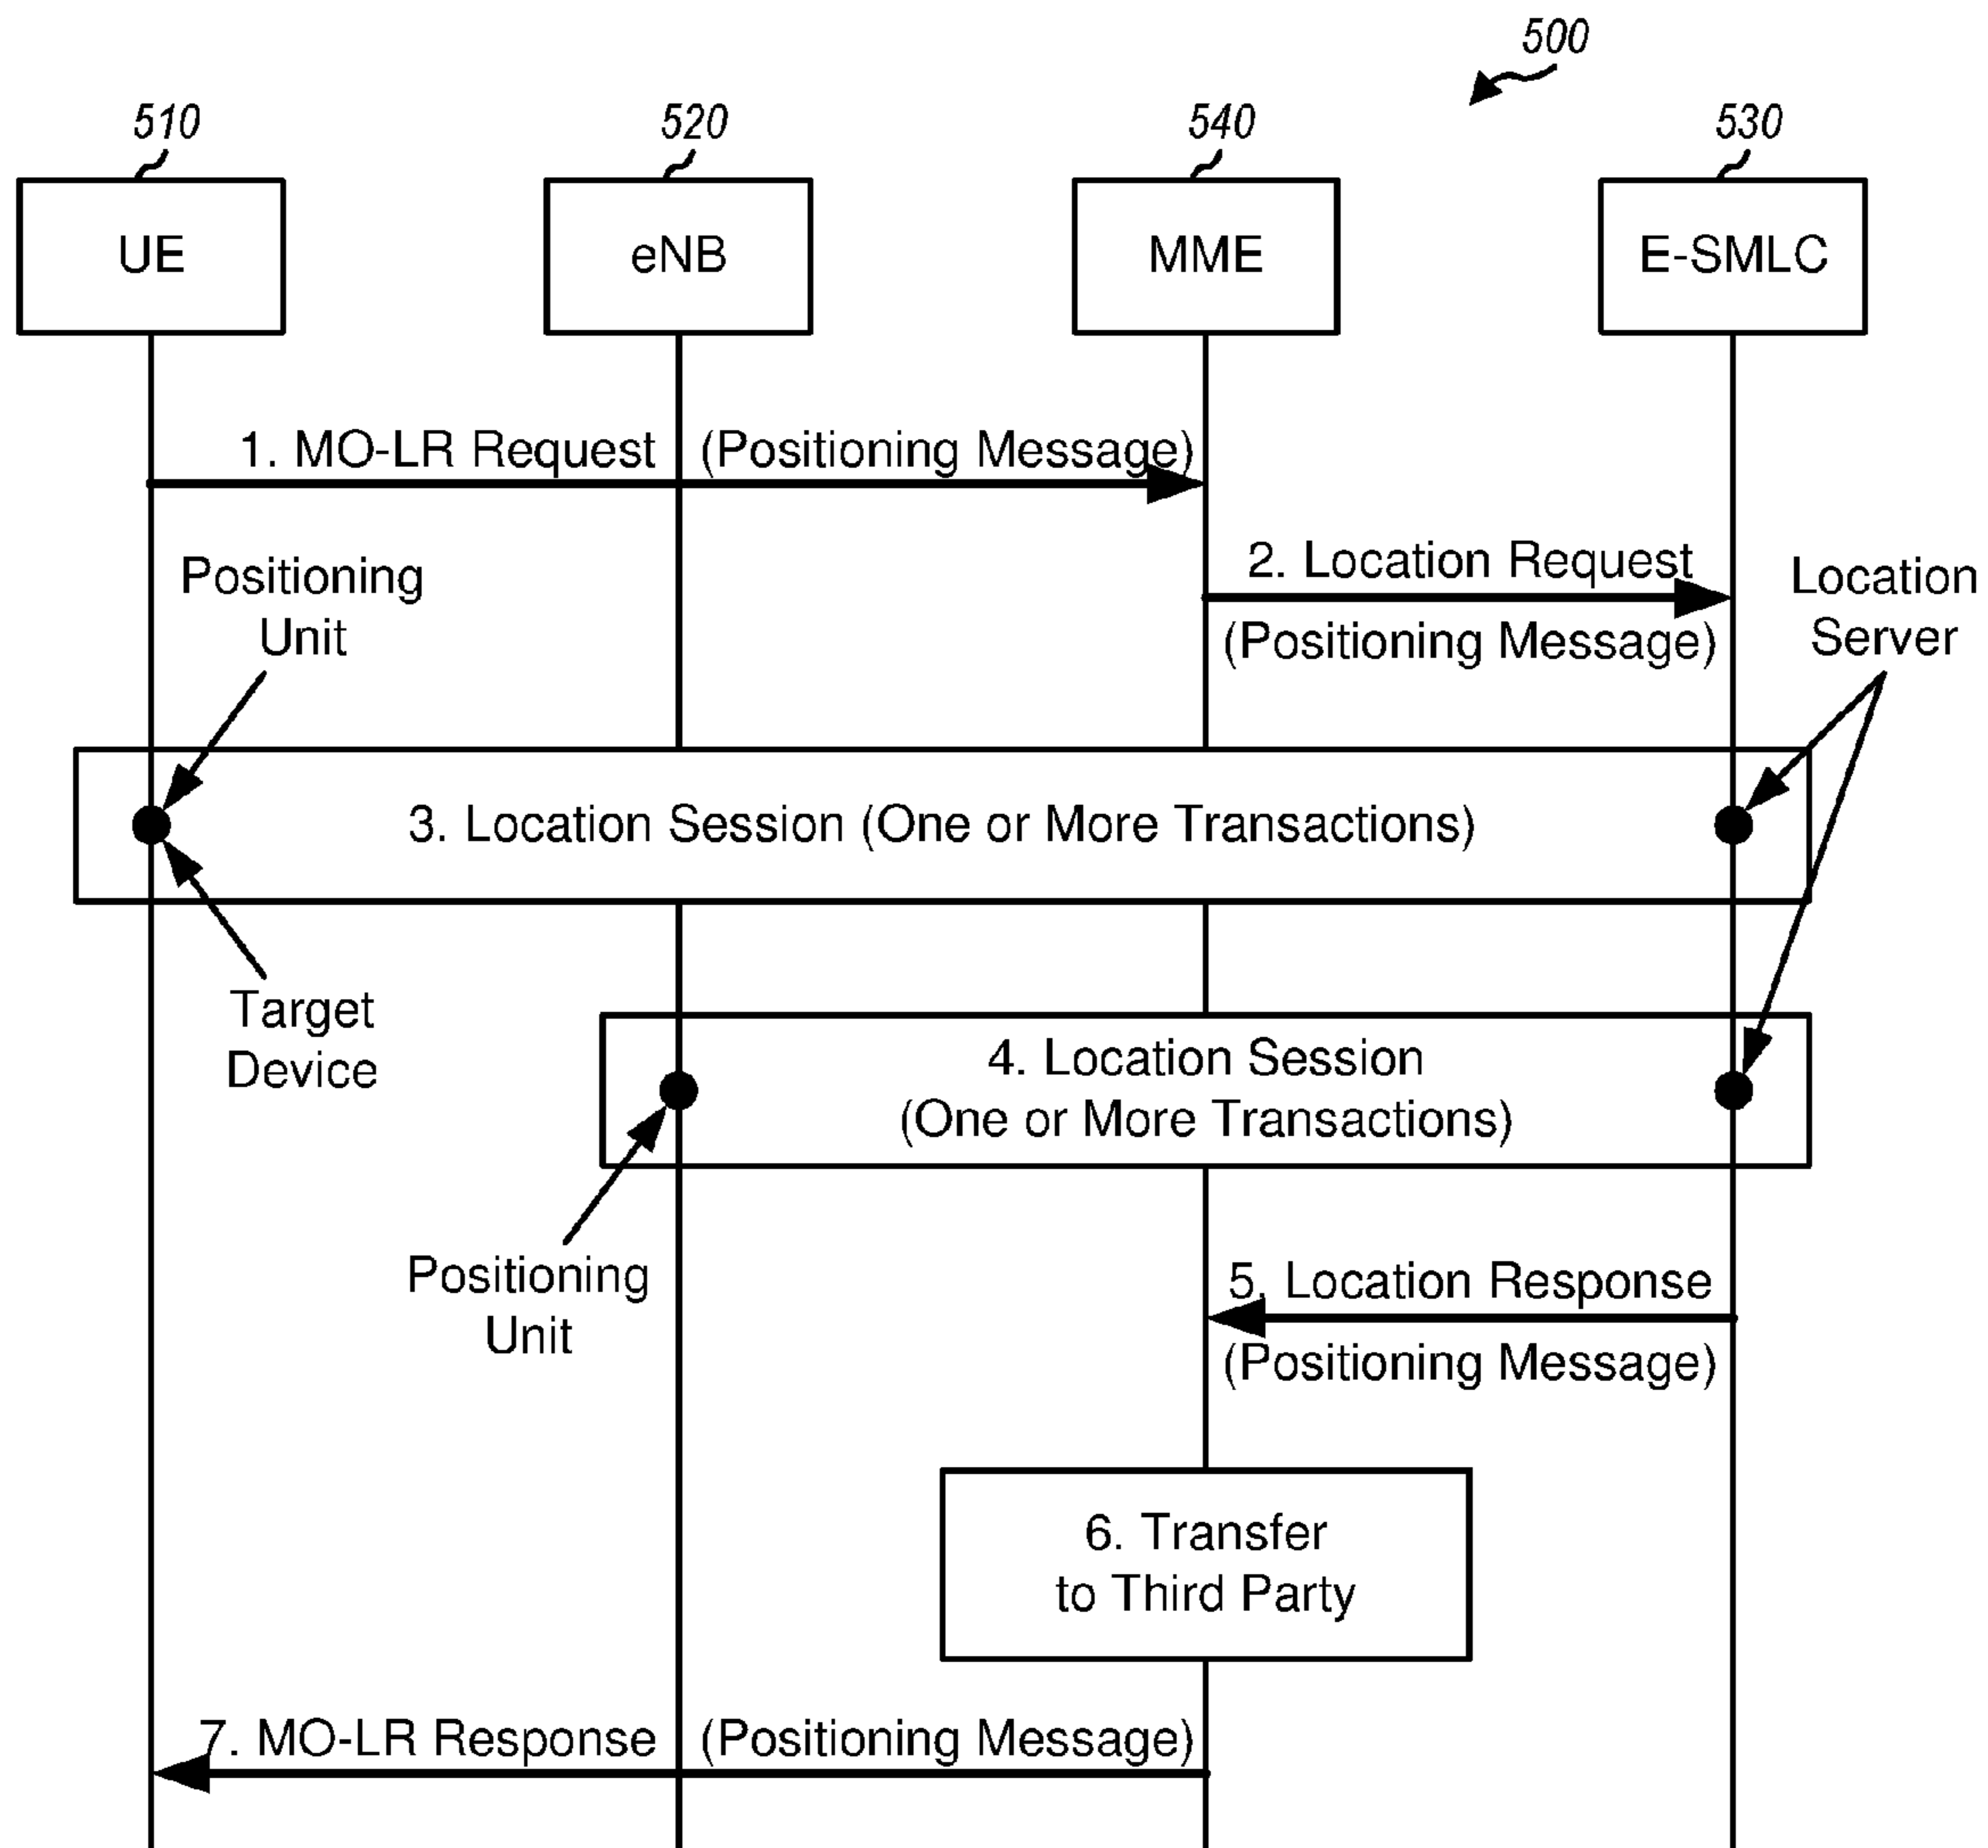 500
510
520
540
530
UE
eNB
MME
E-SMLC
1. MO-LR Request (Positioning Message)
2. Location Request
(Positioning Message)
Positioning
Unit
Location
Server
3. Location Session (One or More Transactions)
Target
Device
4. Location Session
(One or More Transactions)
Positioning
Unit
5. Location Response
(Positioning Message)
6. Transfer
to Third Party
7. MO-LR Response (Positioning Message)